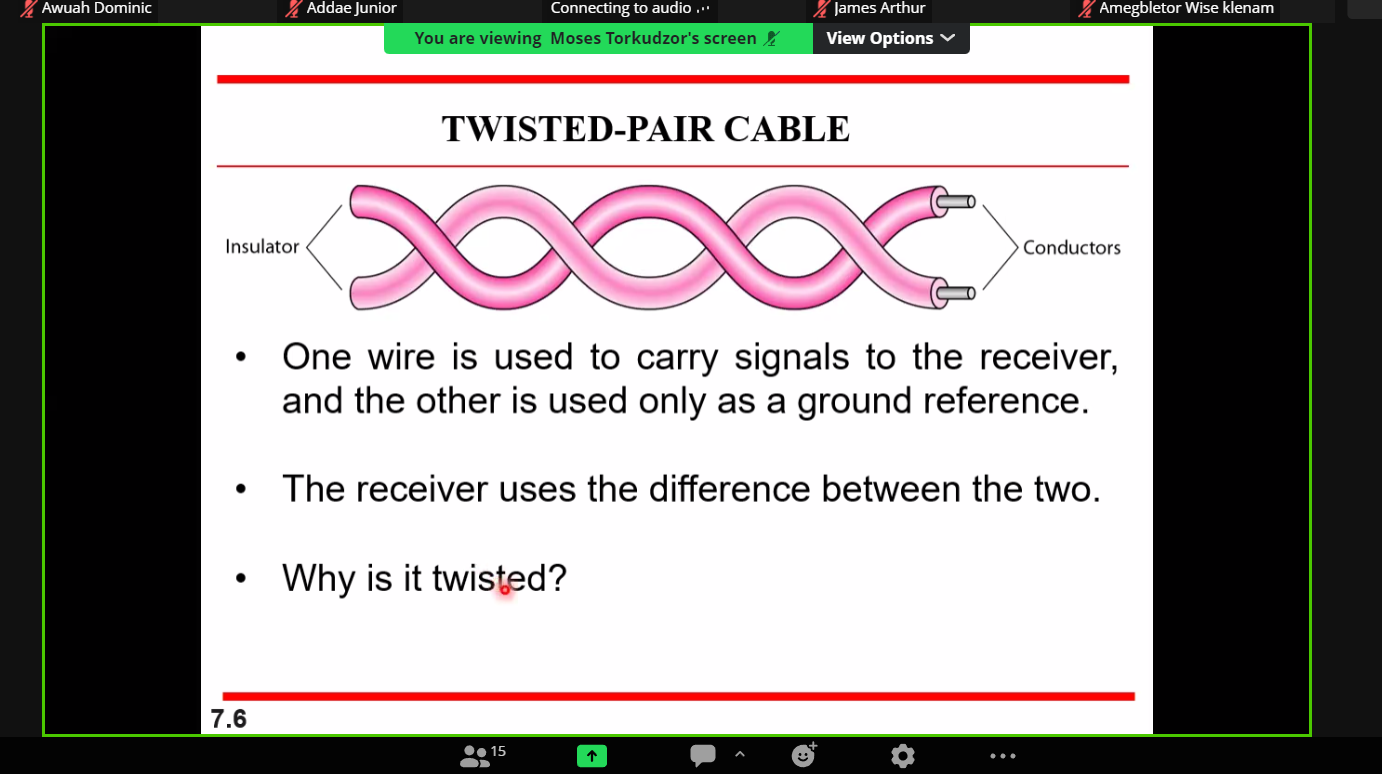 Awuah Dominic
Addae Junior
Connecting to audio ...
James Arthur
Amegbletor Wise klenam
You are viewing Moses Torkudzor's screen
View Options
TWISTED-PAIR CABLE
Insulator
Conductors
• One wire is used to carry signals to the receiver,
and the other is used only as a ground reference.
• The receiver uses the difference between the two.
• Why is it twisted?
7.6
15